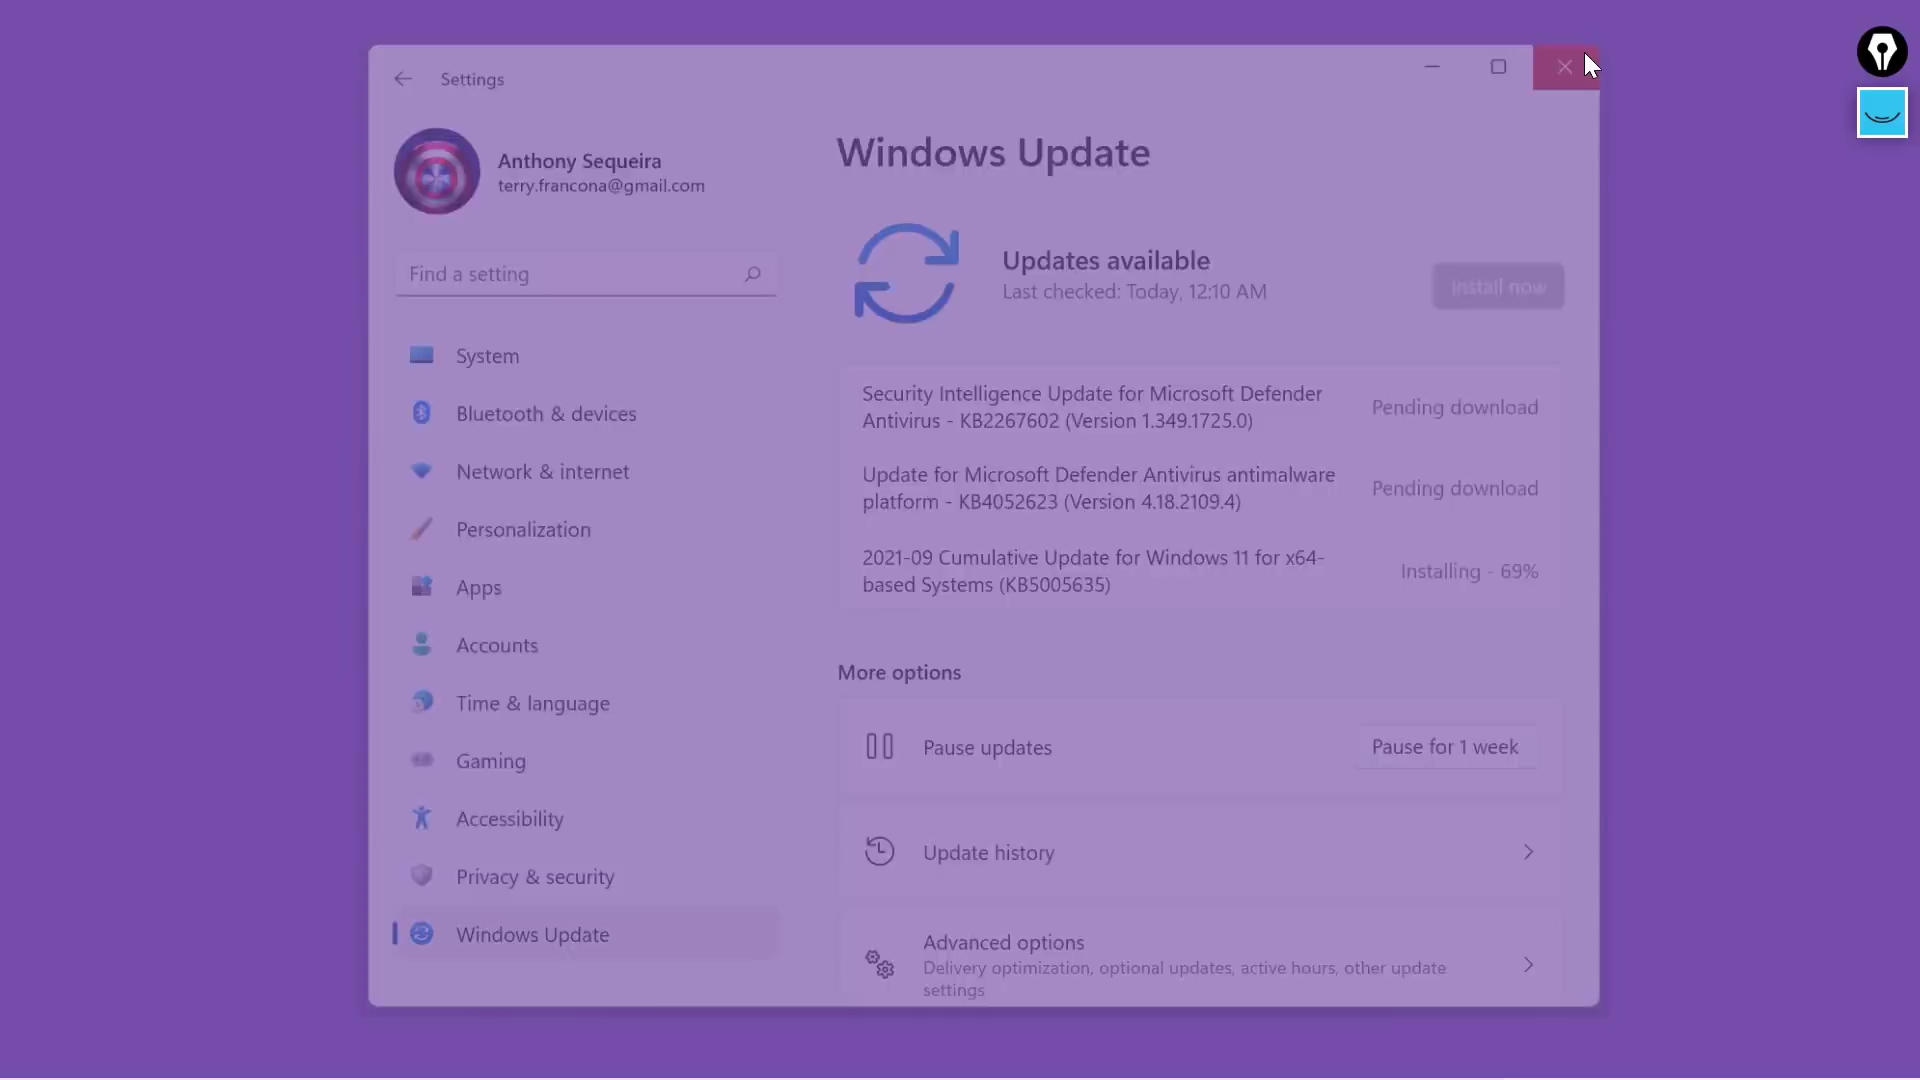 Settings
Anthony Sequeira
terry.francona@gmail.com
Find a setting
System
Bluetooth & devices
Network & internet
Personalization
Apps
Accounts
Time & language
Gaming
Accessibility
Privacy & security
Windows Update
Windows Update
Updates available
Last checked: Today, 12:10 AM
Install now
Security Intelligence Update for Microsoft Defender
Antivirus - KB2267602 (Version 1.349.1725.0)
Pending download
Update for Microsoft Defender Antivirus antimalware
platform - KB4052623 (Version 4.18.2109.4)
Pending download
2021-09 Cumulative Update for Windows 11 for x64-
based Systems (KB5005635)
Installing - 69%
More options
Pause updates
Pause for 1 week
Update history
Advanced options
Delivery optimization, optional updates, active hours, other update
settings